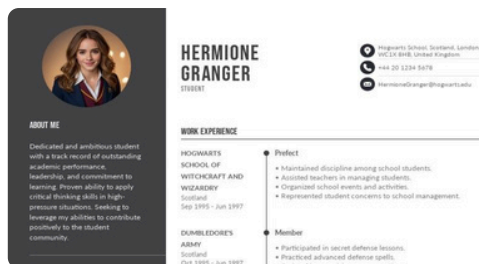 HERMIONE
GRANGER
STUDENT
Hogwarts School, Scotland, London
WC1X 8HB, United Kingdom
+44 20 1234 5678
HermioneGranger@hogwarts.edu
ABOUT ME
Dedicated and ambitious student
with a track record of outstanding
academic performance,
leadership, and commitment to
learning. Proven ability to apply
critical thinking skills in high-
pressure situations. Seeking to
leverage my abilities to contribute
positively to the student
community.
WORK EXPERIENCE
HOGWARTS
SCHOOL OF
WITCHCRAFT AND
WIZARDRY
Scotland
Sep 1995 - Jun 1997
Prefect
• Maintained discipline among school students.
• Assisted teachers in managing students.
• Organized school events and activities.
• Represented student concerns to school management.
DUMBLEDORE'S
ARMY
Scotland
Oct 1995 - Jun 1997
Member
• Participated in secret defense lessons.
• Practiced advanced defense spells.